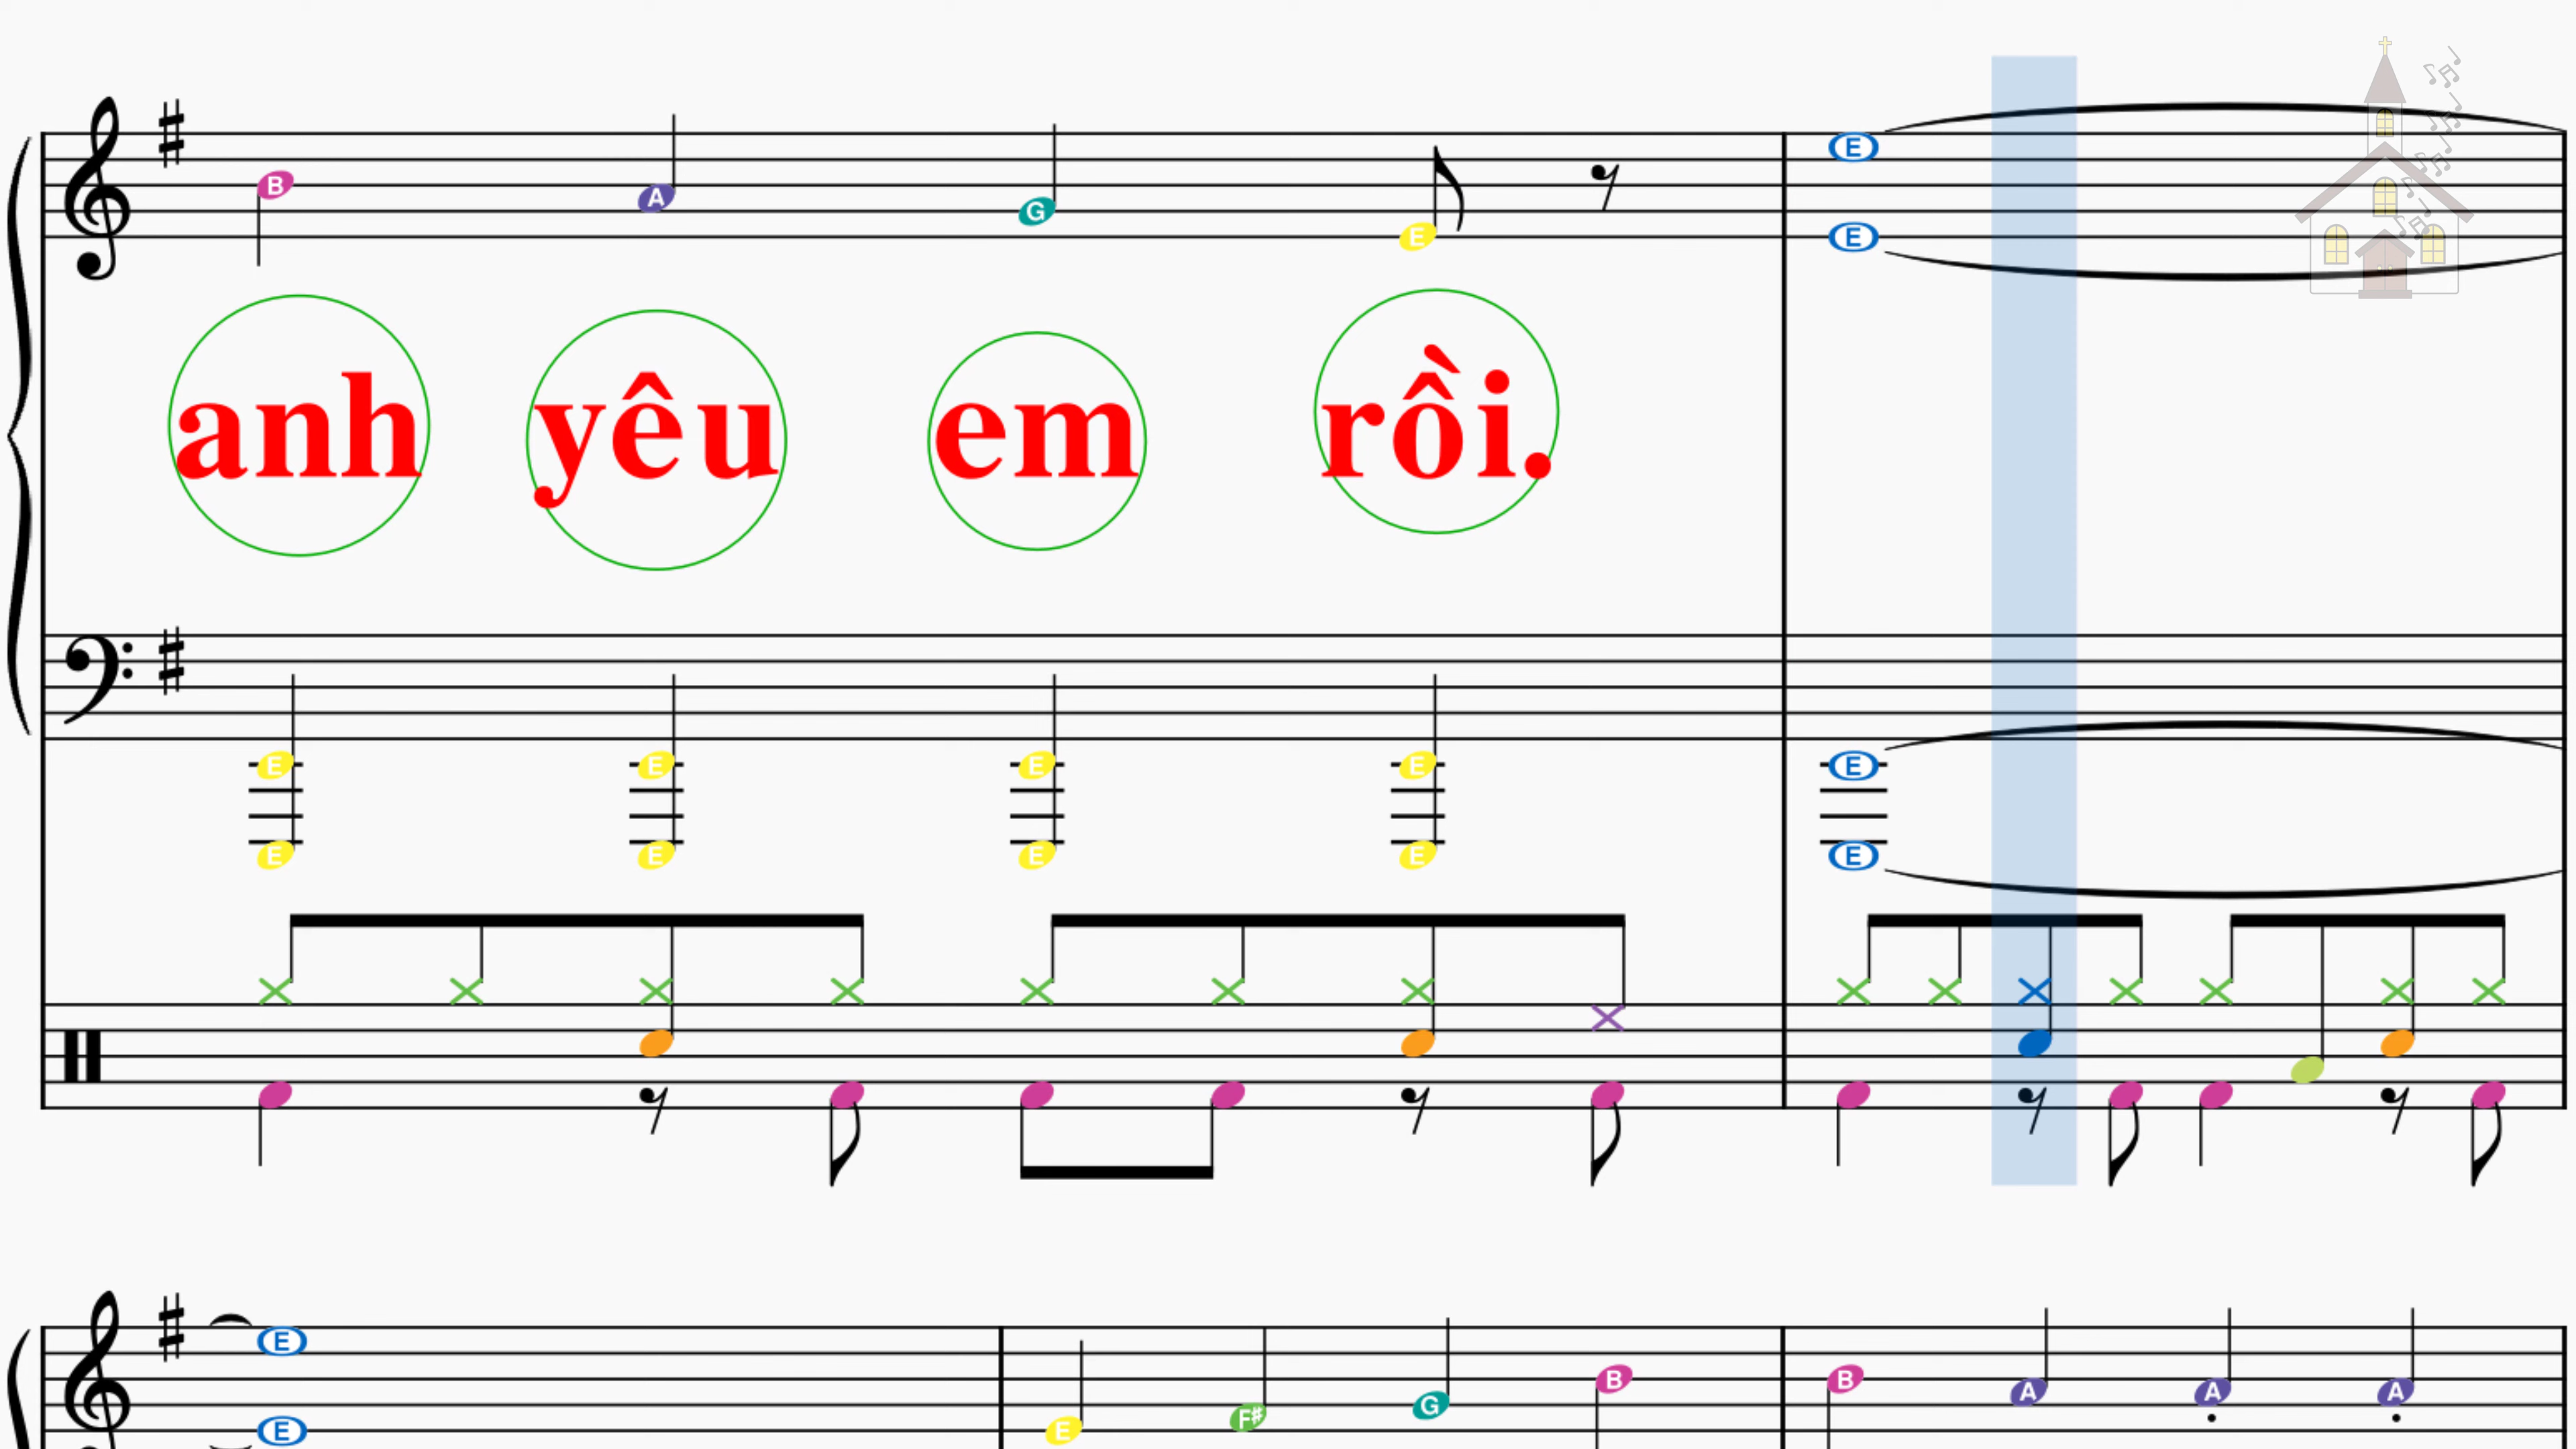 B A G E E
E
anh yêu em rồi.
E E E E E
E E E E E
E E F# G B B A A A
E